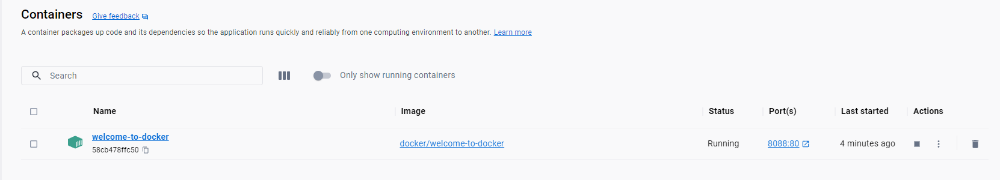 Containers Give feedback
A container packages up code and its dependencies so the application runs quickly and reliably from one computing environment to another. Learn more
Search Only show running containers
Name Image Status Port(s) Last started Actions
welcome-to-docker docker/welcome-to-docker Running 8088:80 4 minutes ago
58cb478ffc50